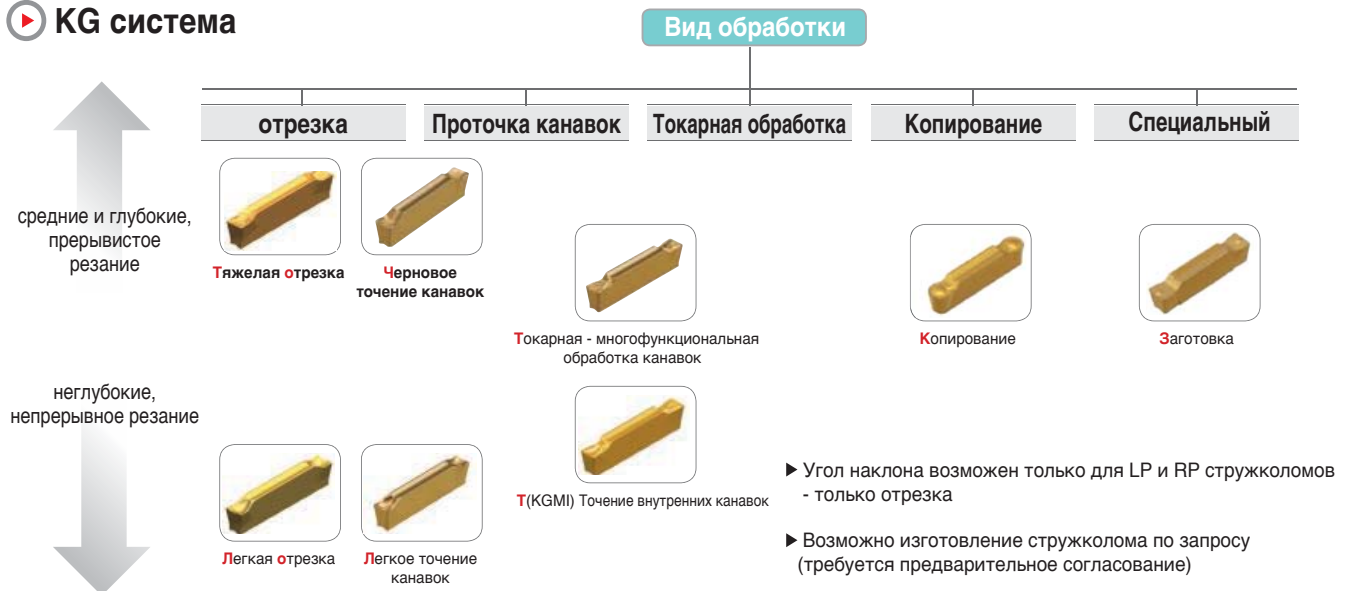 KG система
Вид обработки
отрезка
Проточка канавок
Токарная обработка
Копирование
Специальный
средние и глубокие,
прерывистое
резание
Тяжелая отрезка
Черновое
точение канавок
Токарная - многофункциональная
обработка канавок
Копирование
Заготовка
неглубокие,
непрерывное резание
Т(KGMI) Точение внутренних канавок
Легкая отрезка
Легкое точение
канавок
▶ Угол наклона возможен только для LP и RP стружколомов
- только отрезка
▶ Возможно изготовление стружколома по запросу
(требуется предварительное согласование)